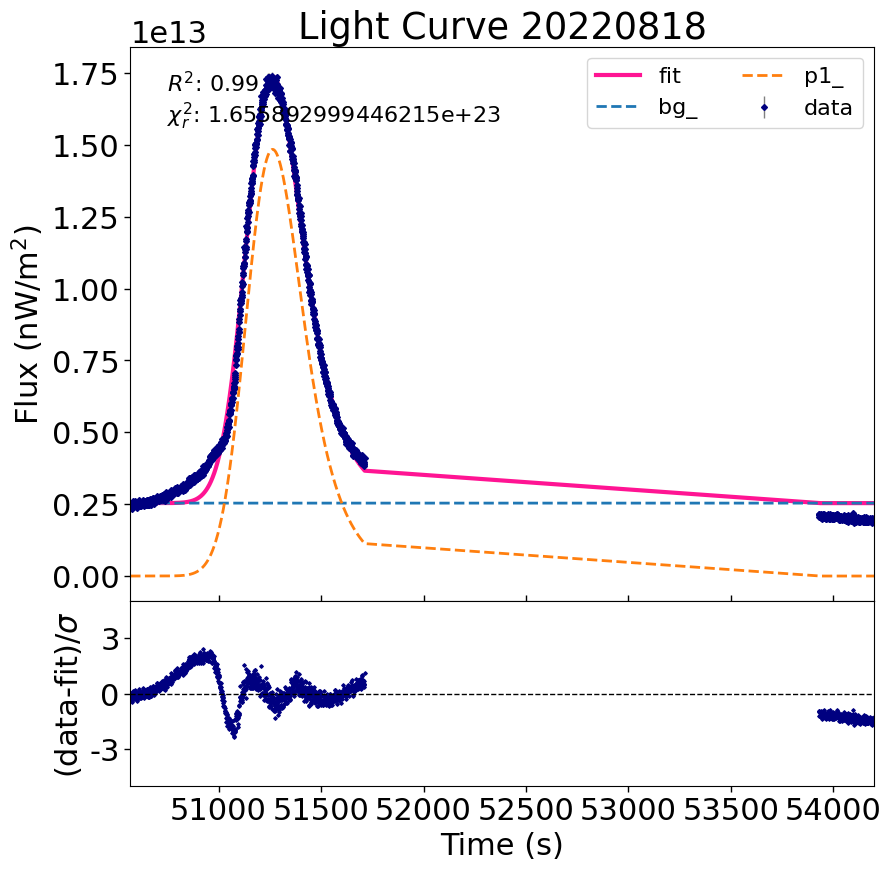 Light Curve 20220818
1e13
R²: 0.99
χ²ᵣ: 1.655892999446215e+23
fit
bg_
p1_
data
Flux (nW/m²)
1.75
1.50
1.25
1.00
0.75
0.50
0.25
0.00
(data-fit)/σ
3
0
-3
51000 51500 52000 52500 53000 53500 54000
Time (s)